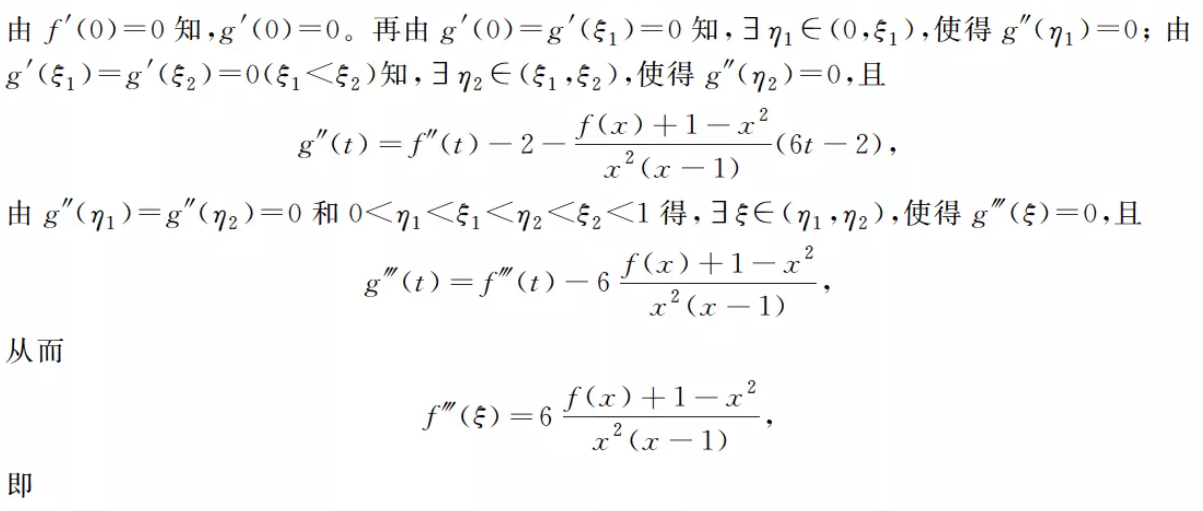 由 f′(0)=0 知,g′(0)=0。再由 g′(0)=g′(ξ₁)=0 知,∃ η₁∈(0,ξ₁),使得 g″(η₁)=0；由
g′(ξ₁)=g′(ξ₂)=0(ξ₁<ξ₂)知,∃ η₂∈(ξ₁,ξ₂),使得 g″(η₂)=0,且
g″(t)=f″(t)−2−\frac{f(x)+1−x²}{x²(x−1)}(6t−2),
由 g″(η₁)=g″(η₂)=0 和 0<η₁<ξ₁<η₂<ξ₂<1 得,∃ ξ∈(η₁,η₂),使得 g‴(ξ)=0,且
g‴(t)=f‴(t)−6\frac{f(x)+1−x²}{x²(x−1)},
从而
f‴(ξ)=6\frac{f(x)+1−x²}{x²(x−1)},
即